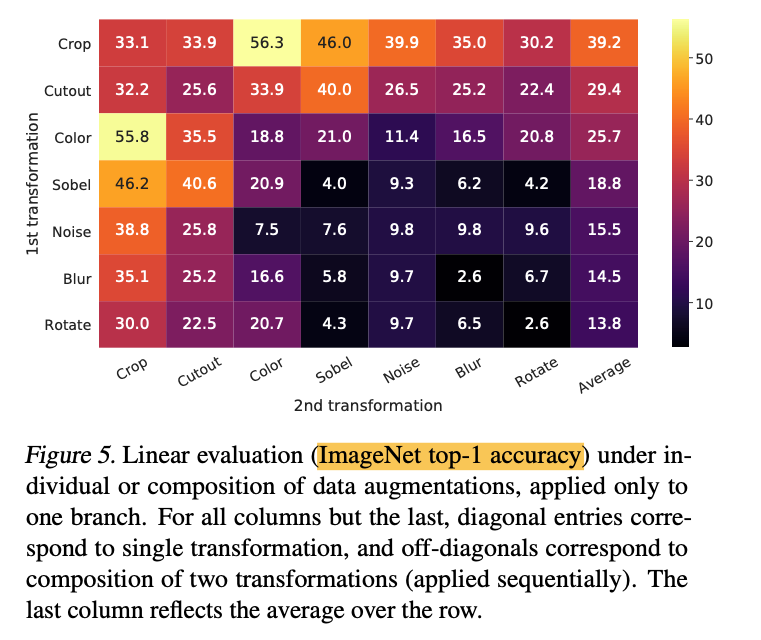 Crop 33.1 33.9 56.3 46.0 39.9 35.0 30.2 39.2
Cutout 32.2 25.6 33.9 40.0 26.5 25.2 22.4 29.4
Color 55.8 35.5 18.8 21.0 11.4 16.5 20.8 25.7
Sobel 46.2 40.6 20.9 4.0 9.3 6.2 4.2 18.8
Noise 38.8 25.8 7.5 7.6 9.8 9.8 9.6 15.5
Blur 35.1 25.2 16.6 5.8 9.7 2.6 6.7 14.5
Rotate 30.0 22.5 20.7 4.3 9.7 6.5 2.6 13.8
Crop Cutout Color Sobel Noise Blur Rotate Average
1st transformation
2nd transformation
50
40
30
20
10
Figure 5. Linear evaluation (ImageNet top-1 accuracy) under in-
dividual or composition of data augmentations, applied only to
one branch. For all columns but the last, diagonal entries corre-
spond to single transformation, and off-diagonals correspond to
composition of two transformations (applied sequentially). The
last column reflects the average over the row.